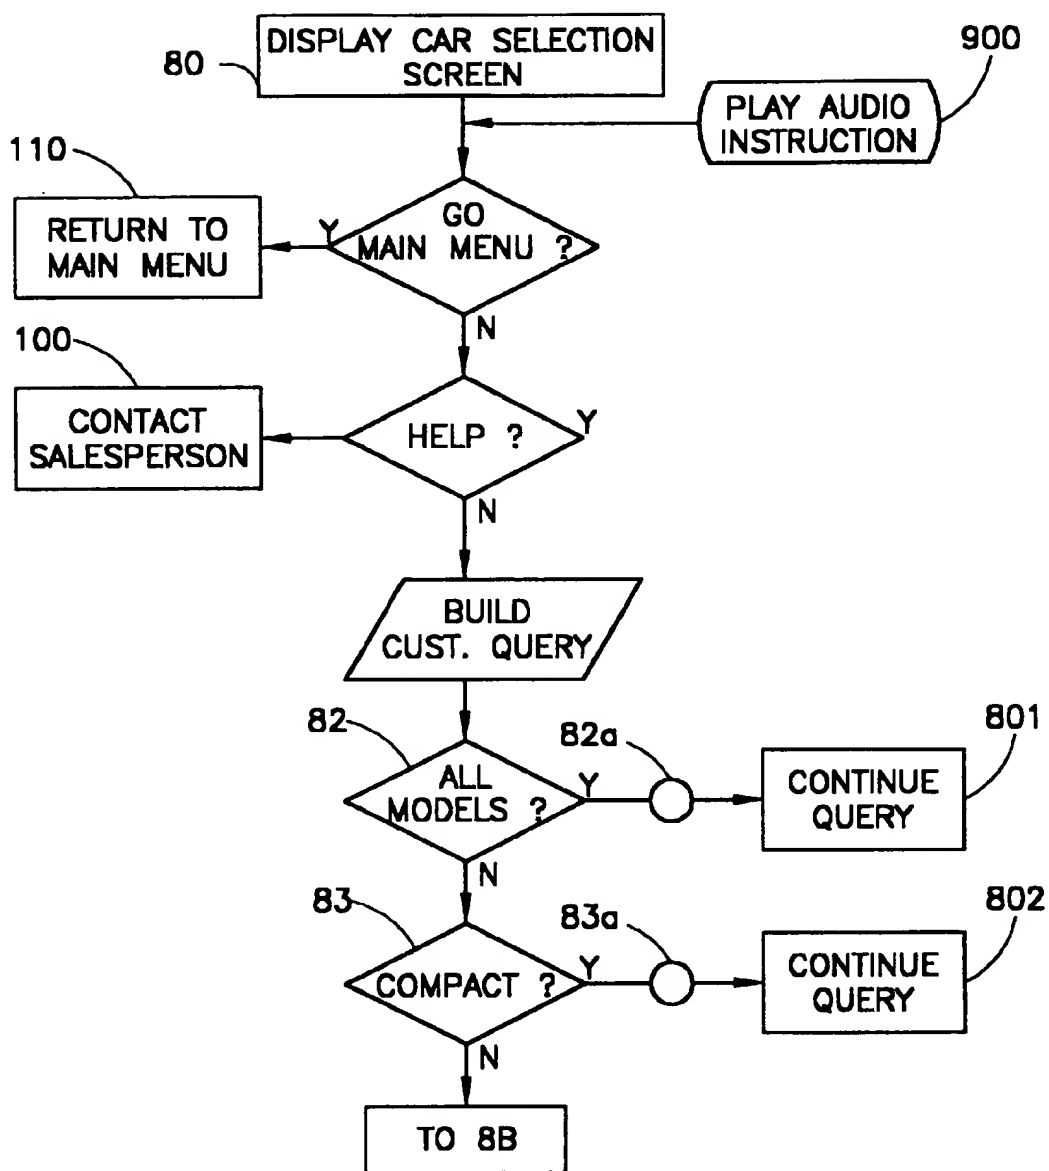 DISPLAY CAR SELECTION
SCREEN
80
900
PLAY AUDIO
INSTRUCTION
110
RETURN TO
MAIN MENU
Y
GO
MAIN MENU ?
N
100
CONTACT
SALESPERSON
HELP ?
Y
N
BUILD
CUST. QUERY
82
ALL
MODELS ?
Y
82a
801
CONTINUE
QUERY
N
83
COMPACT ?
Y
83a
802
CONTINUE
QUERY
N
TO 8B